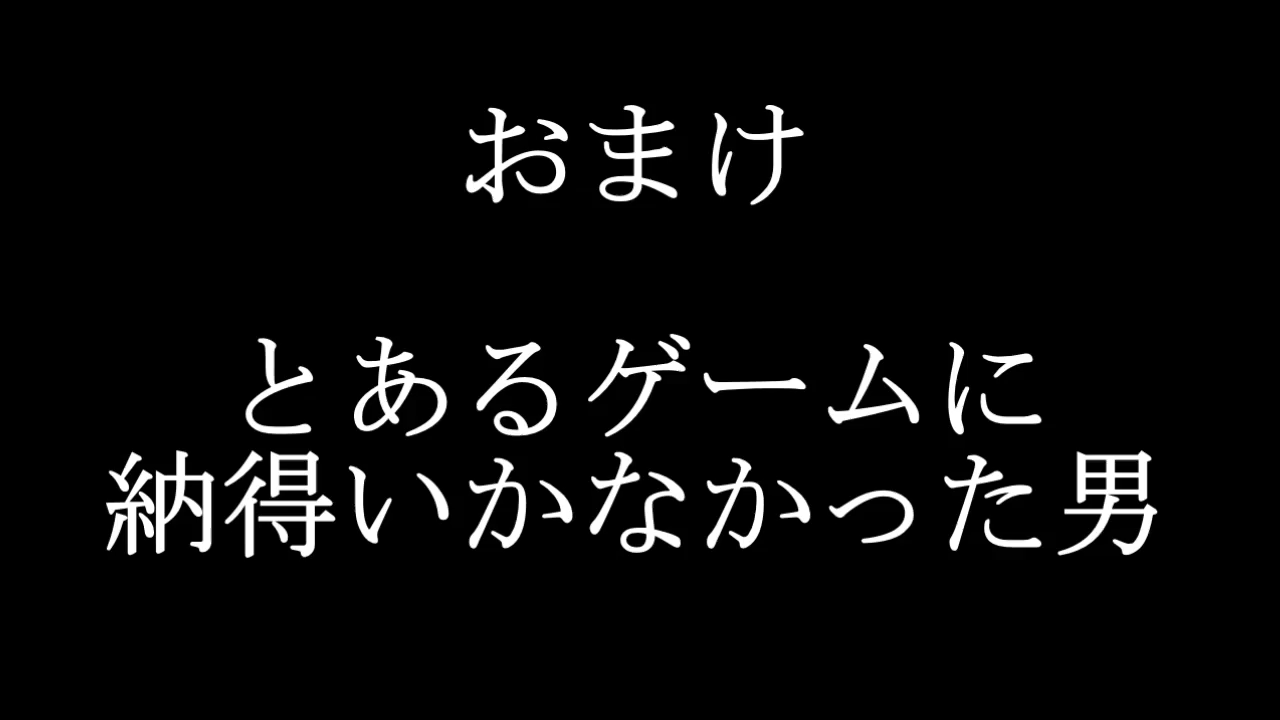 おまけ
とあるゲームに
納得いかなかった男